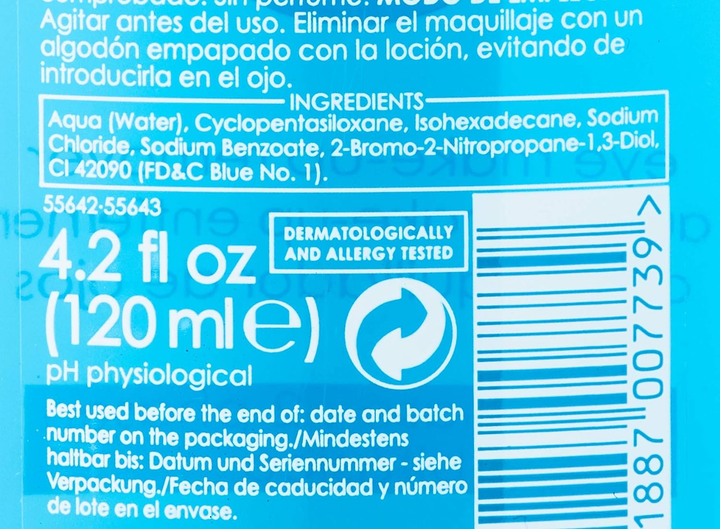 Agitar antes del uso. Eliminar el maquillaje con un
algodón empapado con la loción, evitando de
introducirla en el ojo.
INGREDIENTS
Aqua (Water), Cyclopentasiloxane, Isohexadecane, Sodium
Chloride, Sodium Benzoate, 2-Bromo-2-Nitropropane-1,3-Diol,
CI 42090 (FD&C Blue No. 1).
55642-55643
4.2 fl oz
(120 ml e)
DERMATOLOGICALLY
AND ALLERGY TESTED
pH physiological
Best used before the end of: date and batch
number on the packaging./Mindestens
haltbar bis: Datum und Seriennummer - siehe
Verpackung./Fecha de caducidad y número
de lote en el envase.
1887 007739 >